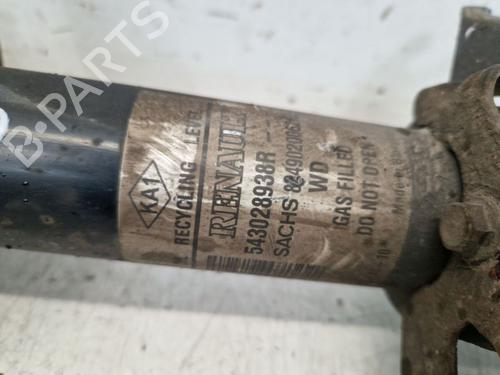 KA1
RECYCLING
RENAULT
543028938R
SACHS
WD
GAS FILLED
DO NOT OPEN
B-PARTS